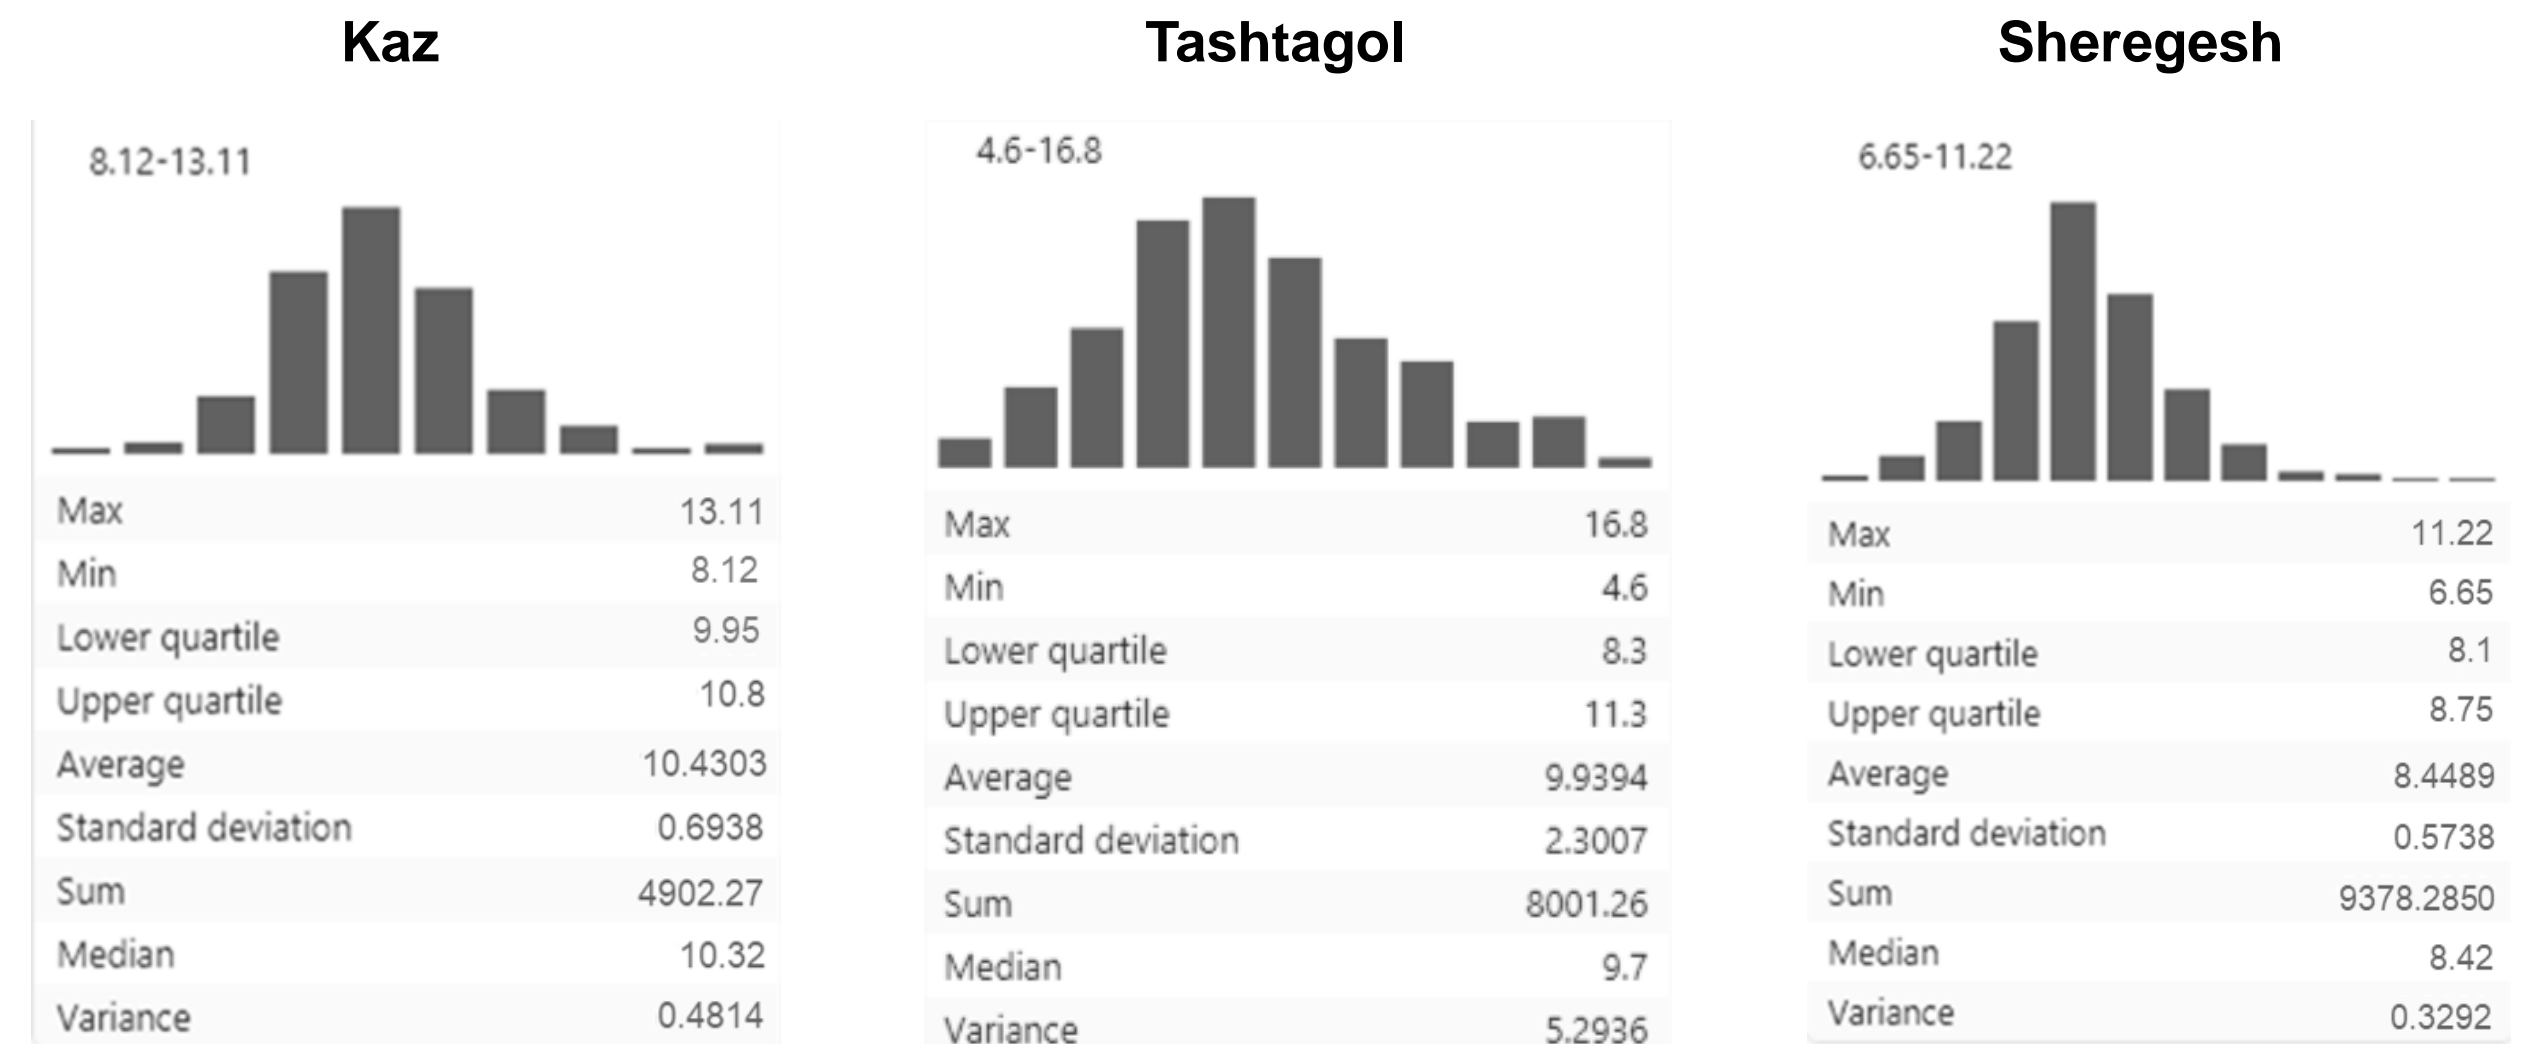 Kaz
8.12-13.11
Max 13.11
Min 8.12
Lower quartile 9.95
Upper quartile 10.8
Average 10.4303
Standard deviation 0.6938
Sum 4902.27
Median 10.32
Variance 0.4814
Tashtagol
4.6-16.8
Max 16.8
Min 4.6
Lower quartile 8.3
Upper quartile 11.3
Average 9.9394
Standard deviation 2.3007
Sum 8001.26
Median 9.7
Variance 5.2936
Sheregesh
6.65-11.22
Max 11.22
Min 6.65
Lower quartile 8.1
Upper quartile 8.75
Average 8.4489
Standard deviation 0.5738
Sum 9378.2850
Median 8.42
Variance 0.3292